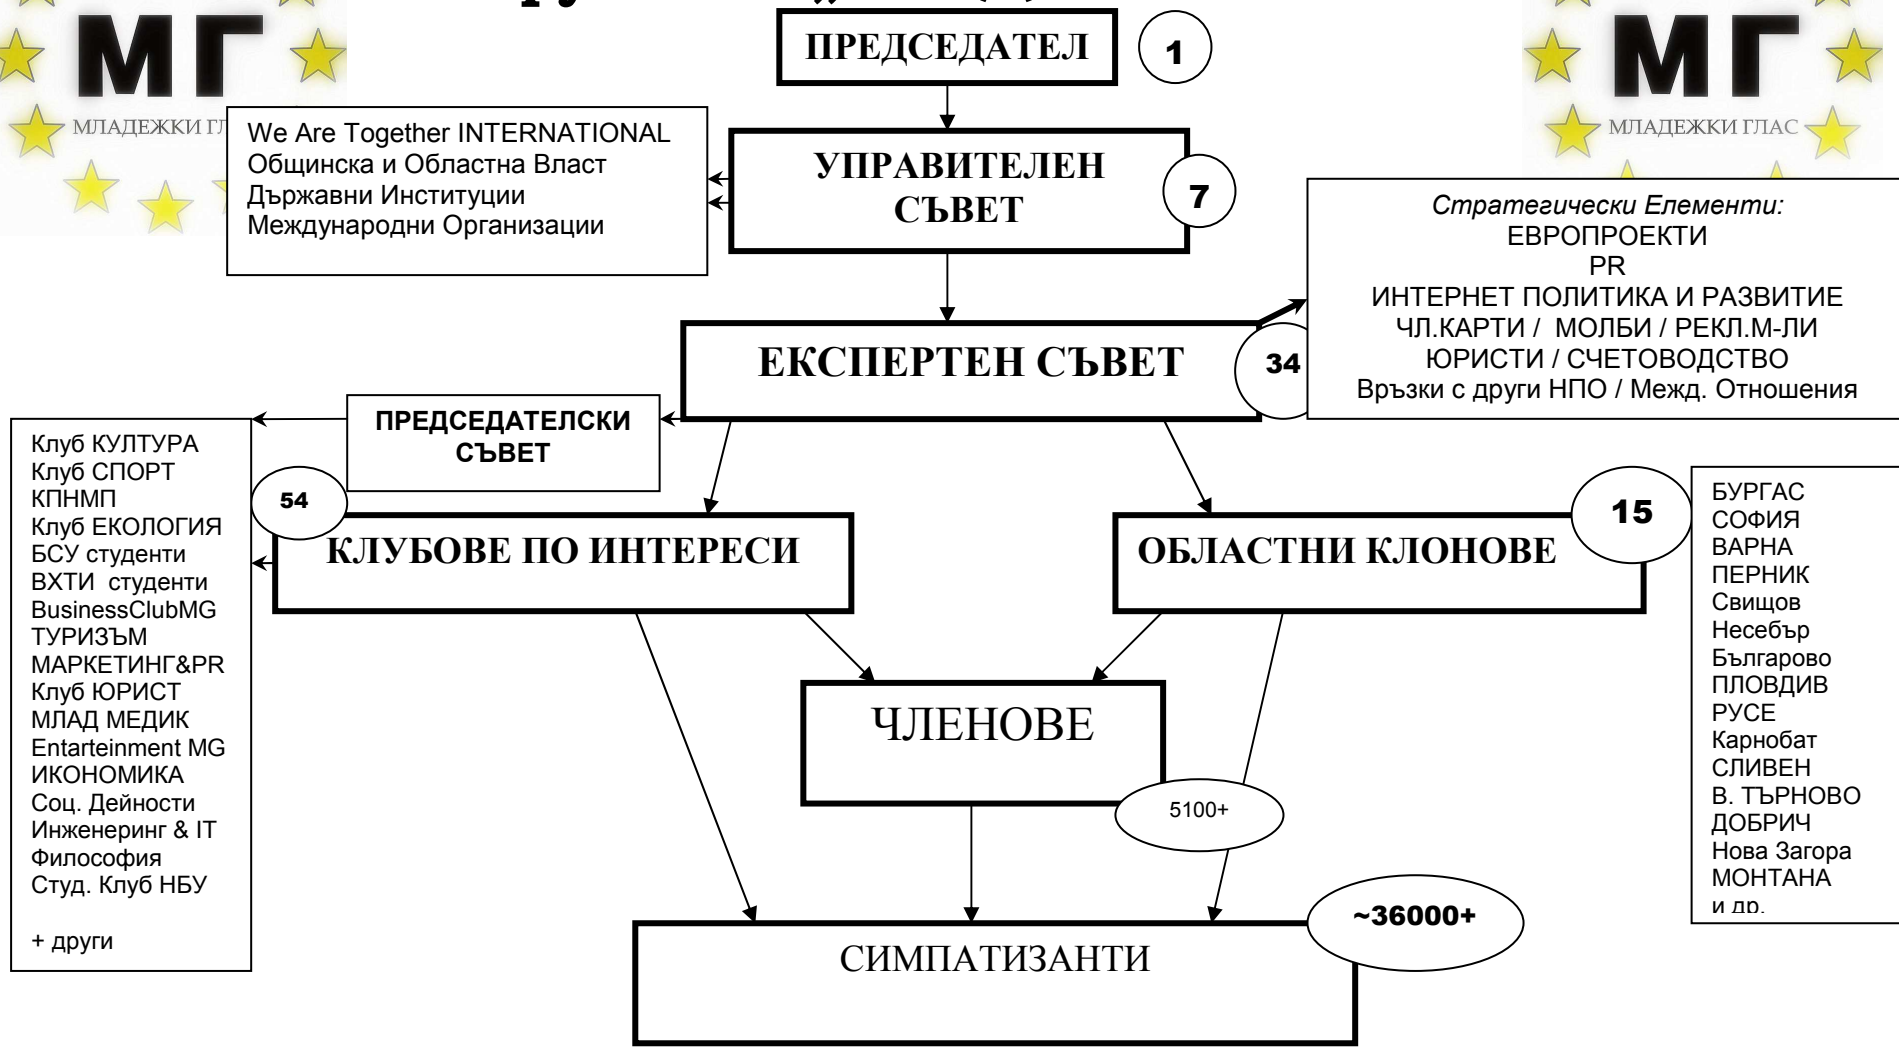 МГ
МЛАДЕЖКИ
МГ
МЛАДЕЖКИ ГЛАС
ПРЕДСЕДАТЕЛ
1
We Are Together INTERNATIONAL
Общинска и Областна Власт
Държавни Институции
Международни Организации
УПРАВИТЕЛЕН
СЪВЕТ
7
Стратегически Елементи:
ЕВРОПРОЕКТИ
PR
ИНТЕРНЕТ ПОЛИТИКА И РАЗВИТИЕ
ЧЛ.КАРТИ / МОЛБИ / РЕКЛ.М-ЛИ
ЮРИСТИ / СЧЕТОВОДСТВО
Връзки с други НПО / Межд. Отношения
ЕКСПЕРТЕН СЪВЕТ
34
ПРЕДСЕДАТЕЛСКИ
СЪВЕТ
Клуб КУЛТУРА
Клуб СПОРТ
КПНМП
Клуб ЕКОЛОГИЯ
БСУ студенти
ВХТИ студенти
BusinessClubMG
ТУРИЗЪМ
МАРКЕТИНГ&PR
Клуб ЮРИСТ
МЛАД МЕДИК
Entarteinment MG
ИКОНОМИКА
Соц. Дейности
Инженеринг & IT
Философия
Студ. Клуб НБУ
+ други
54
КЛУБОВЕ ПО ИНТЕРЕСИ
ОБЛАСТНИ КЛОНОВЕ
15
БУРГАС
СОФИЯ
ВАРНА
ПЕРНИК
Свищов
Несебър
Българово
ПЛОВДИВ
РУСЕ
Карнобат
СЛИВЕН
В. ТЪРНОВО
ДОБРИЧ
Нова Загора
МОНТАНА
и др.
ЧЛЕНОВЕ
5100+
СИМПАТИЗАНТИ
~36000+